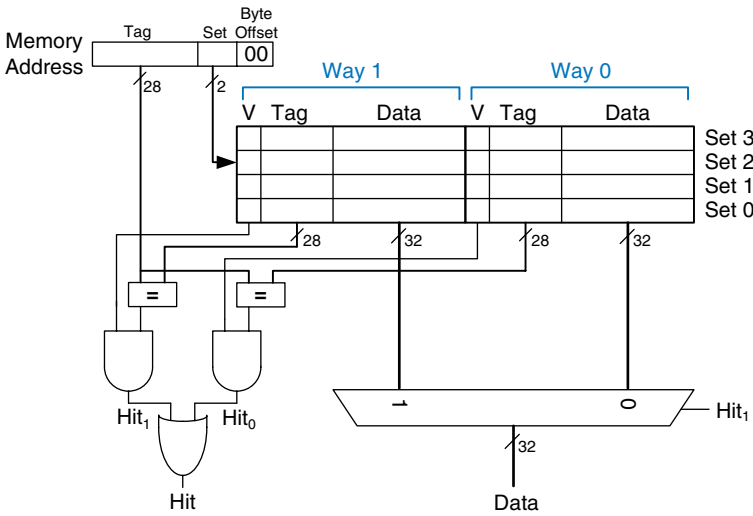 Byte
Tag Set Offset
Memory Address
00
28
2
Way 1 Way 0
V Tag Data V Tag Data
Set 3
Set 2
Set 1
Set 0
28 32 28 32
= =
1 0
Hit1 Hit0 Hit1
32
Hit Data